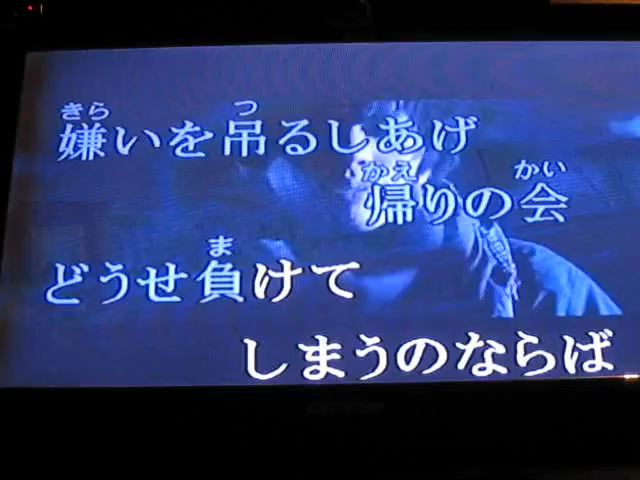 きら つ
嫌いを吊るしあげ
かえ かい
帰りの会
ま
どうせ負けて
しまうのならば